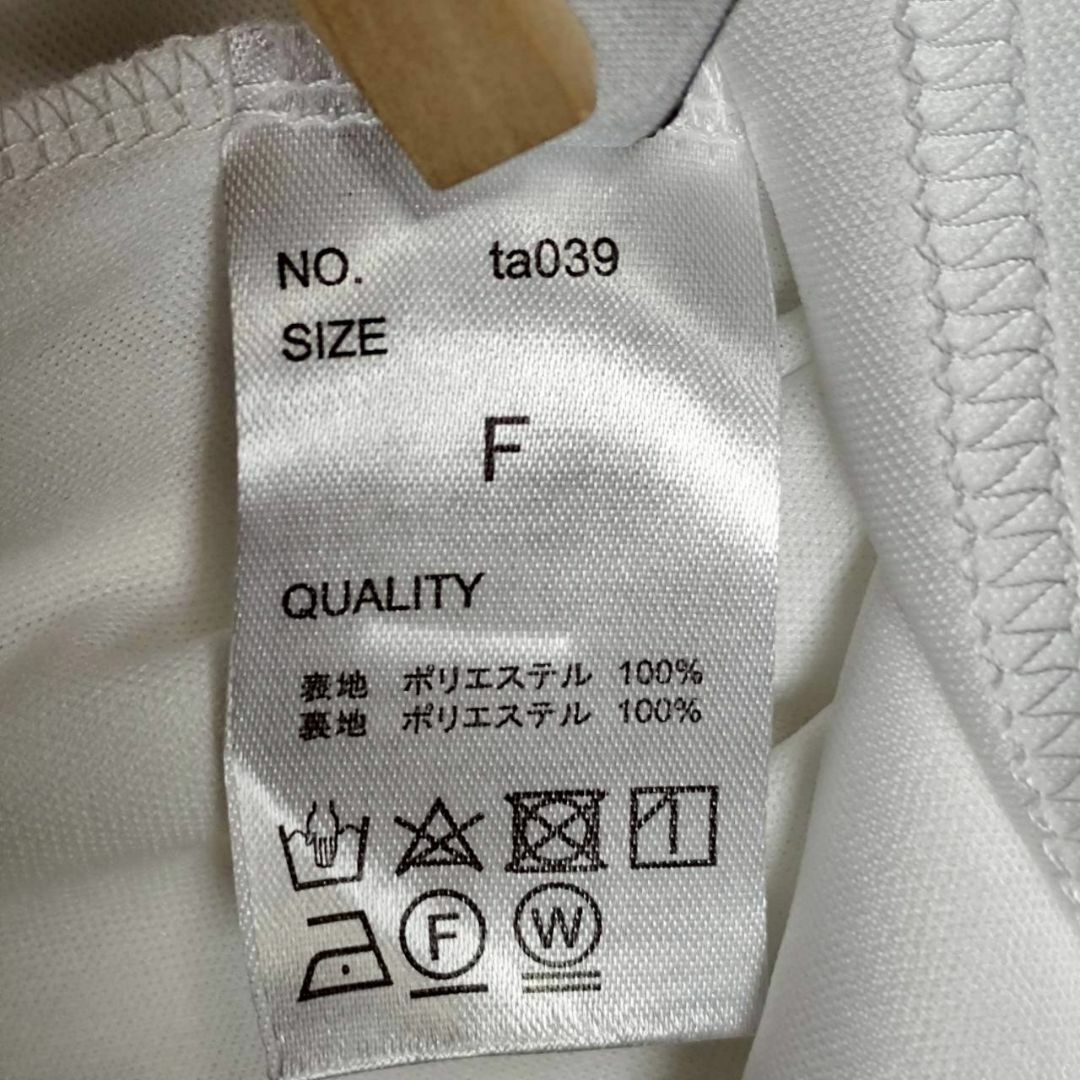 NO. ta039
SIZE
F
QUALITY
表地 ポリエステル 100%
裏地 ポリエステル 100%
F W